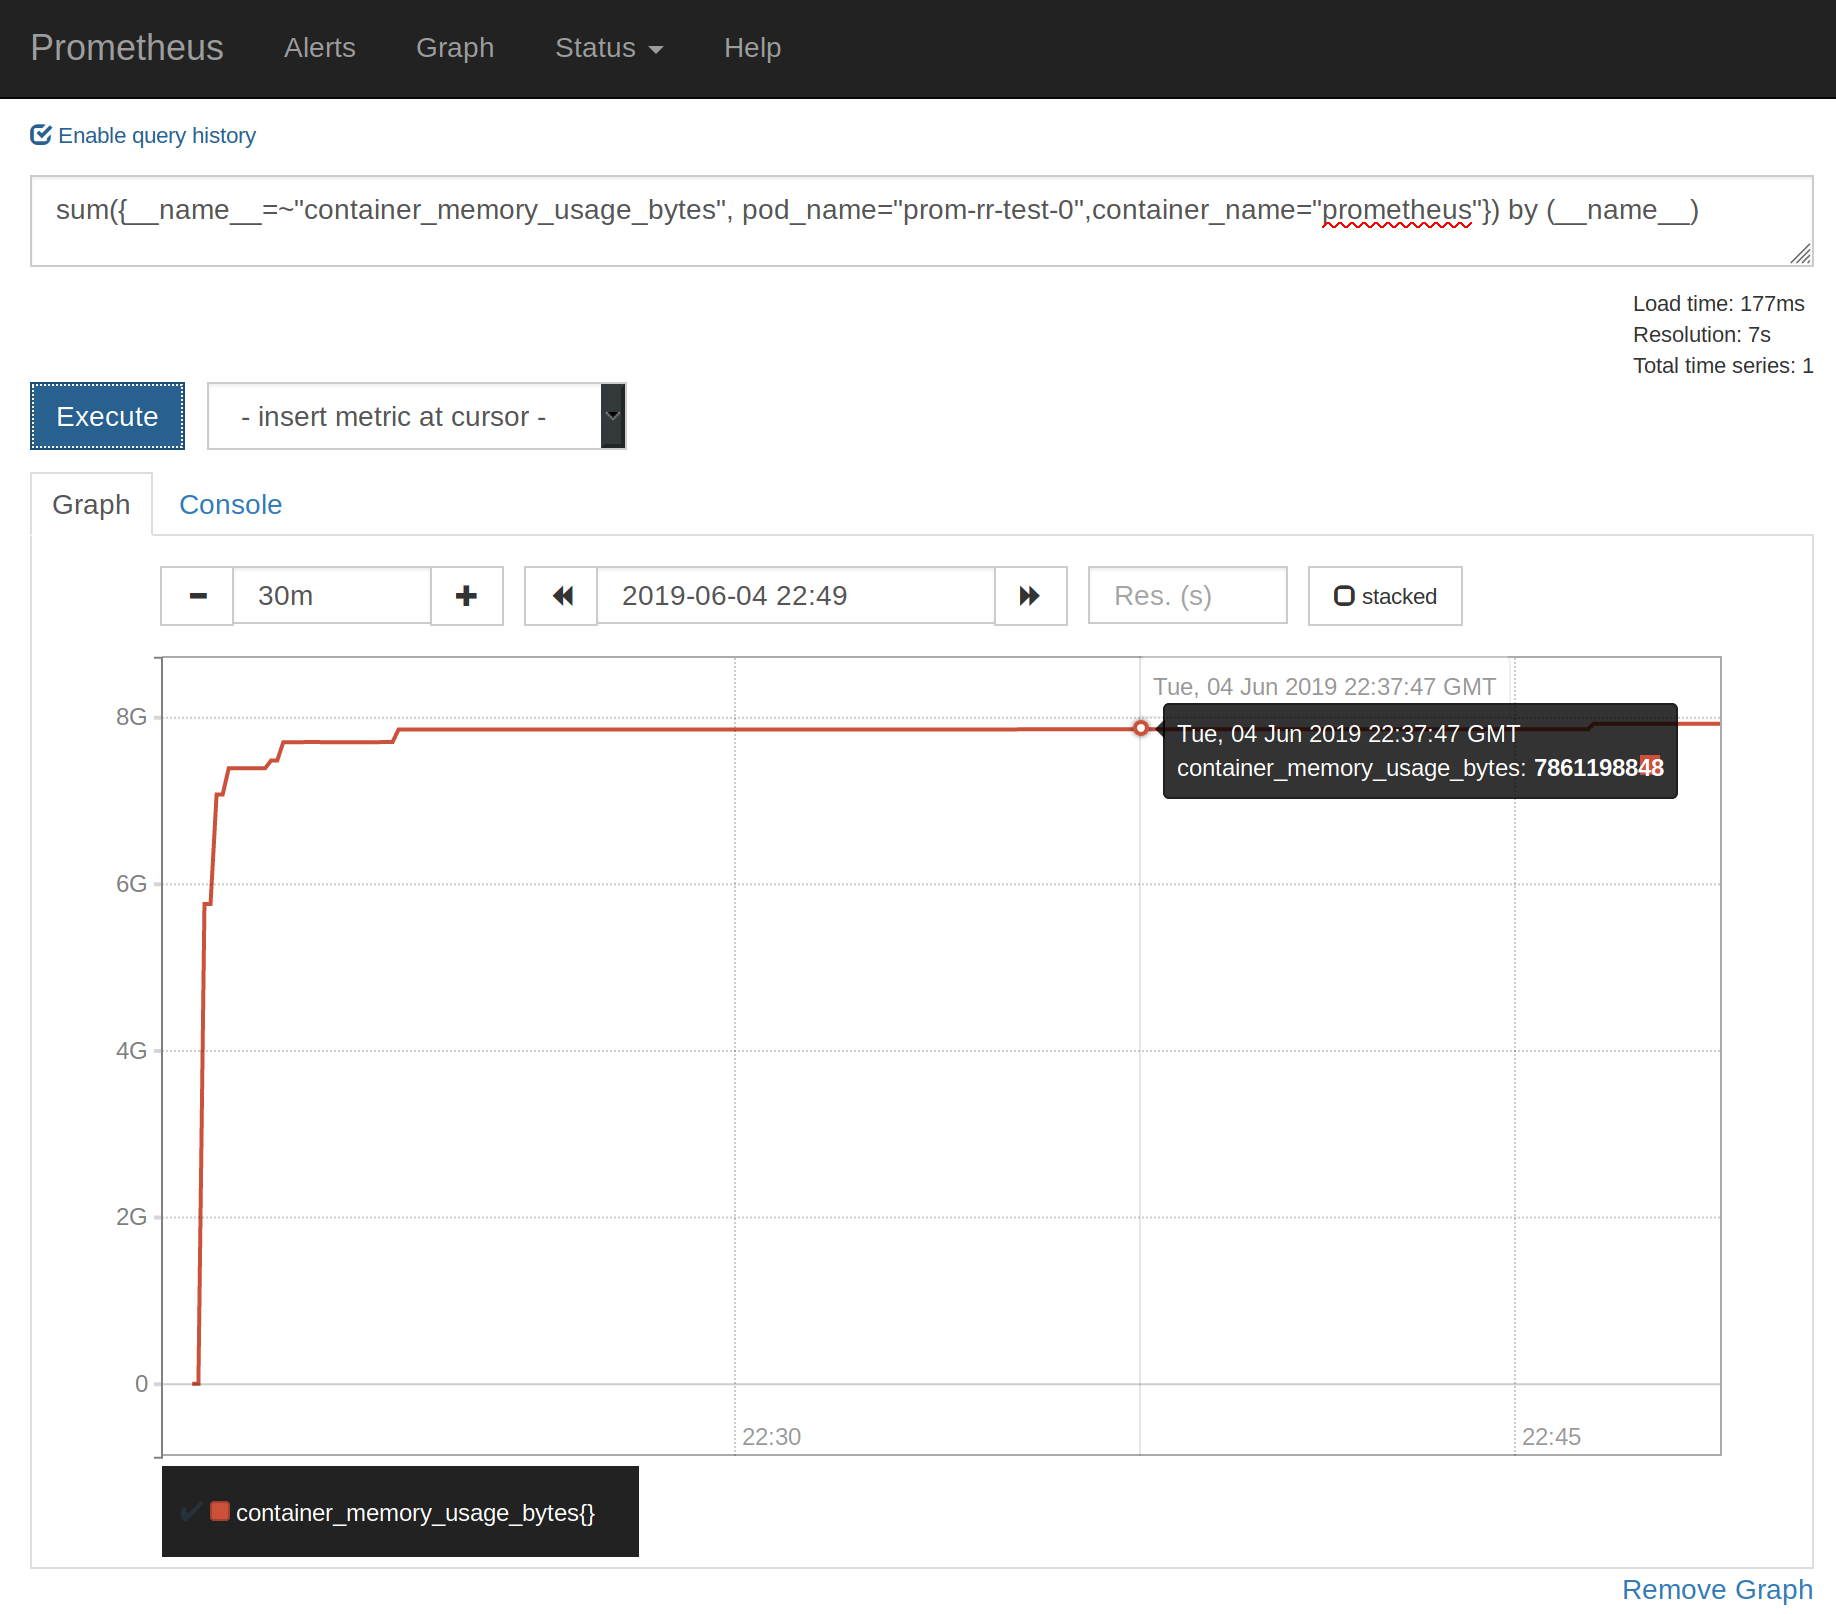 Prometheus Alerts Graph Status Help
Enable query history
sum({__name__=~"container_memory_usage_bytes", pod_name="prom-rr-test-0",container_name="prometheus"}) by (__name__)
Load time: 177ms
Resolution: 7s
Total time series: 1
Execute - insert metric at cursor -
Graph Console
30m 2019-06-04 22:49 Res. (s) stacked
Tue, 04 Jun 2019 22:37:47 GMT
8G
Tue, 04 Jun 2019 22:37:47 GMT
container_memory_usage_bytes: 7861198848
6G
4G
2G
0
22:30 22:45
container_memory_usage_bytes{}
Remove Graph